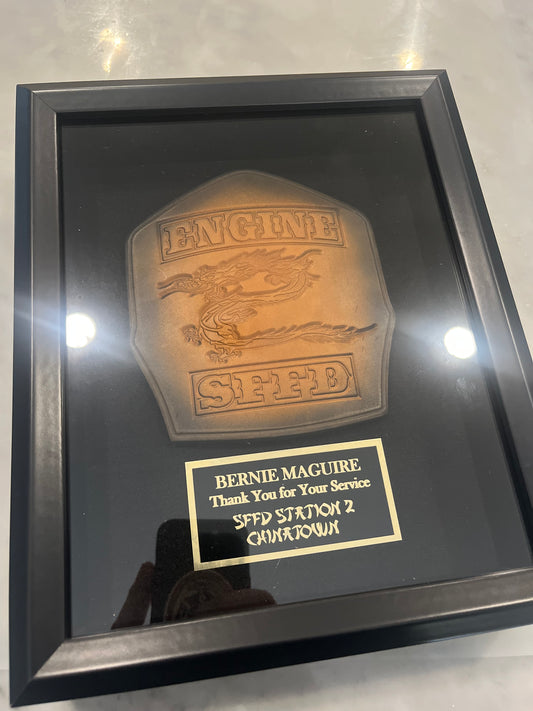 ENGINE
SFFD
BERNIE MAGUIRE
Thank You for Your Service
SFFD STATION 2
CHINATOWN